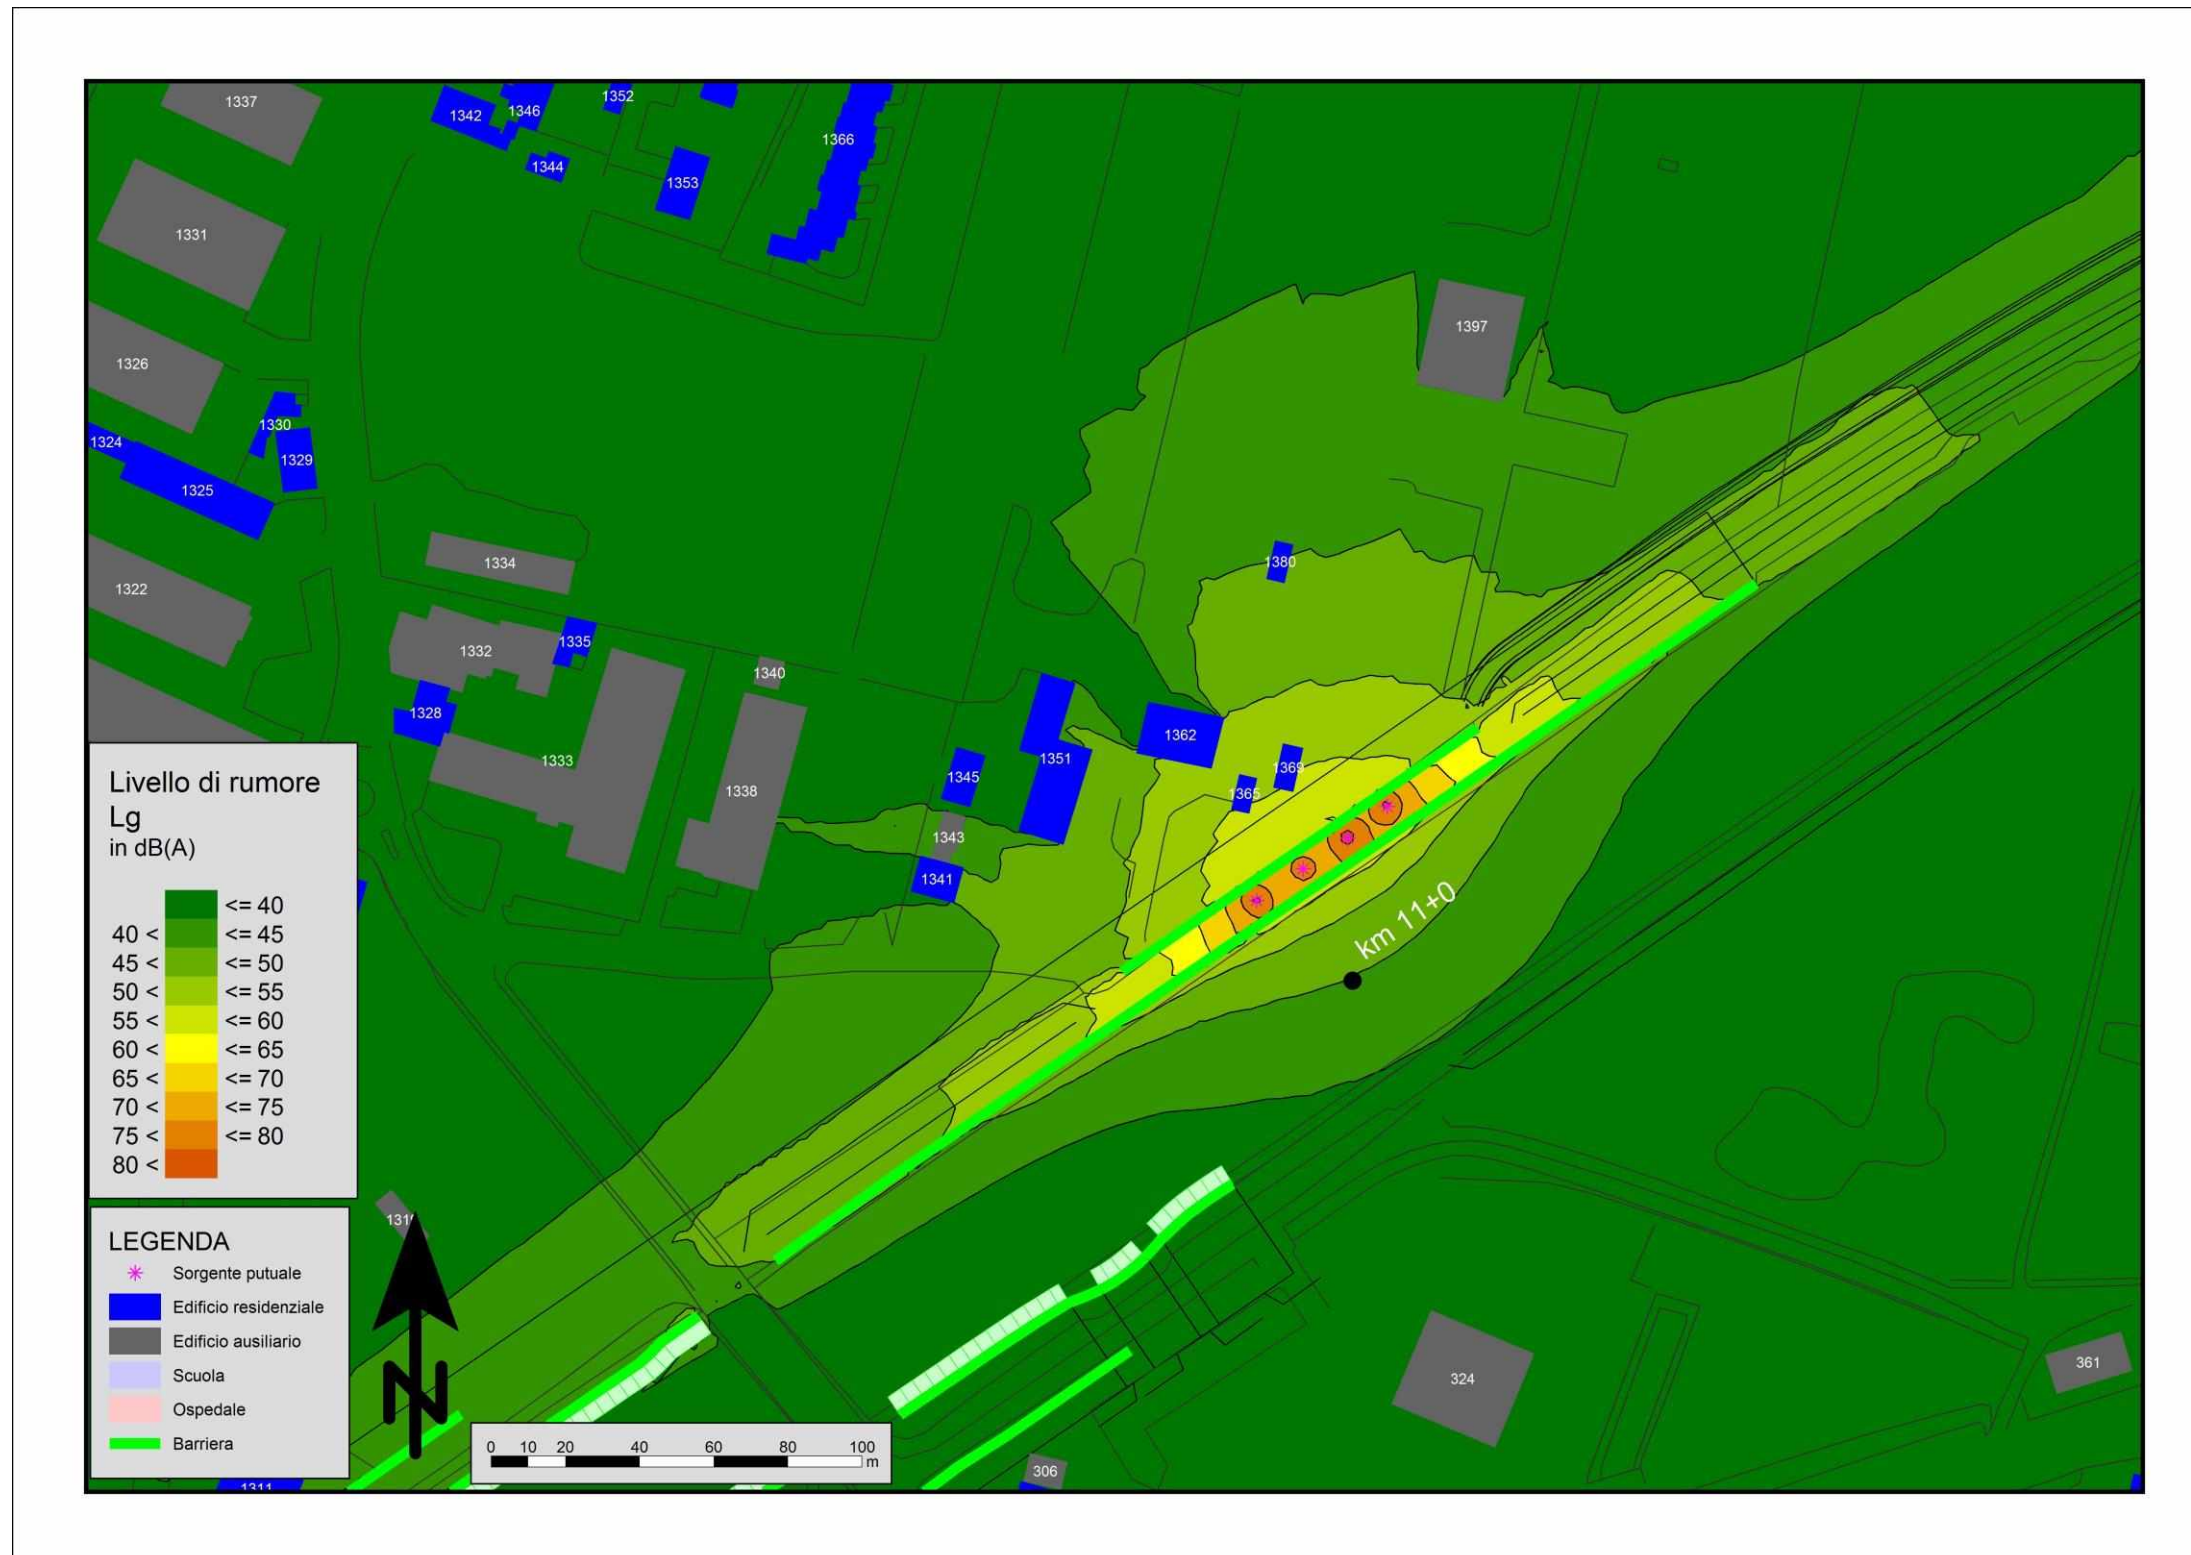 1337
1342
1346
1352
1366
1344
1353
1331
1397
1326
1330
1324
1329
1325
1334
1380
1322
1332
1335
1340
1328
1333
1362
1351
1369
1345
1365
1338
1343
1341
km 11+0
Livello di rumore
Lg
in dB(A)
<= 40
40 < <= 45
45 < <= 50
50 < <= 55
55 < <= 60
60 < <= 65
65 < <= 70
70 < <= 75
75 < <= 80
80 <
LEGENDA
Sorgente putuale
Edificio residenziale
Edificio ausiliario
Scuola
Ospedale
Barriera
N
0 10 20 40 60 80 100
m
1311
324
361
306